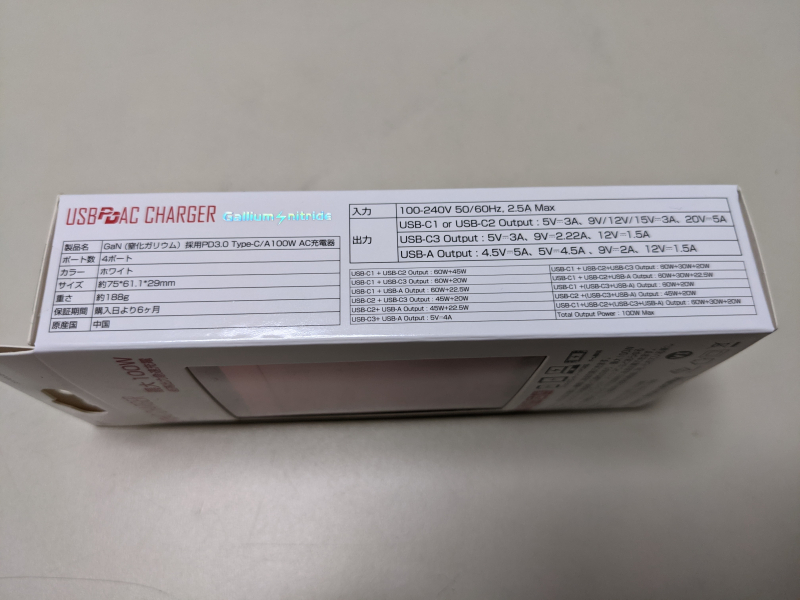 USB PD AC CHARGER Gallium nitride
製品名 GaN（窒化ガリウム）採用PD3.0 Type-C/A100W AC充電器
ポート数 4ポート
カラー ホワイト
サイズ 約75*61.1*29mm
重さ 約188g
保証期間 購入日より6ヶ月
原産国 中国
入力 100-240V 50/60Hz, 2.5A Max
出力 USB-C1 or USB-C2 Output : 5V=3A, 9V/12V/15V=3A, 20V=5A
USB-C3 Output : 5V=3A, 9V=2.22A, 12V=1.5A
USB-A Output : 4.5V=5A, 5V=4.5A , 9V=2A, 12V=1.5A
USB-C1 + USB-C2 Output : 60W+45W
USB-C1 + USB-C3 Output : 60W+20W
USB-C1 + USB-A Output : 60W+22.5W
USB-C2 + USB-C3 Output : 45W+20W
USB-C2+ USB-A Output : 45W+22.5W
USB-C3+ USB-A Output : 5V=4A
USB-C1 + USB-C2+USB-C3 Output : 60W+30W+20W
USB-C1 + USB-C2+USB-A Output : 60W+30W+22.5W
USB-C1 +(USB-C3+USB-A) Output : 60W+20W
USB-C2 +(USB-C3+USB-A) Output : 45W+20W
USB-C1+USB-C2+(USB-C3+USB-A) Output : 60W+30W+20W
Total Output Power : 100W Max
最大100W